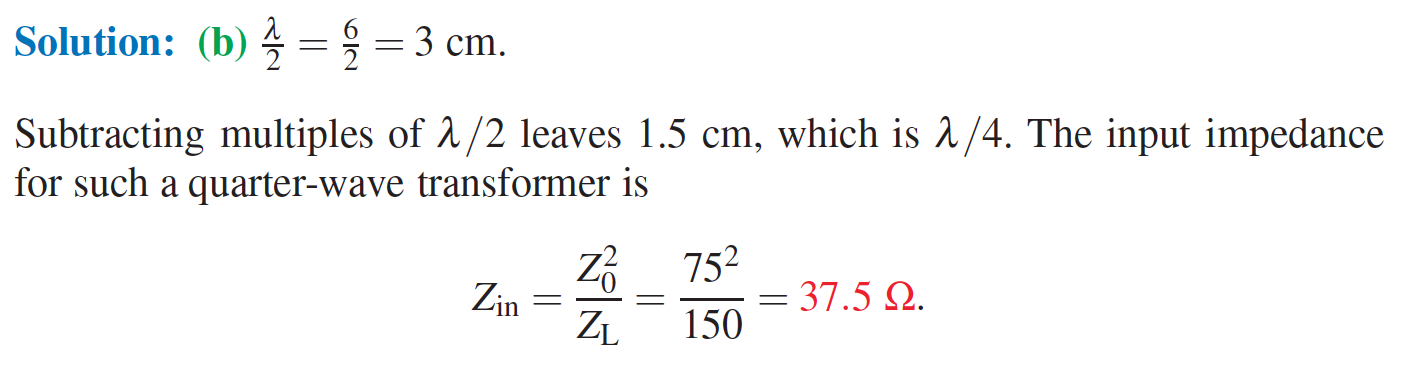 Solution: (b) λ/2 = 6/2 = 3 cm.
Subtracting multiples of λ/2 leaves 1.5 cm, which is λ/4. The input impedance
for such a quarter-wave transformer is
Z_in = Z_0^2/Z_L = 75^2/150 = 37.5 Ω.